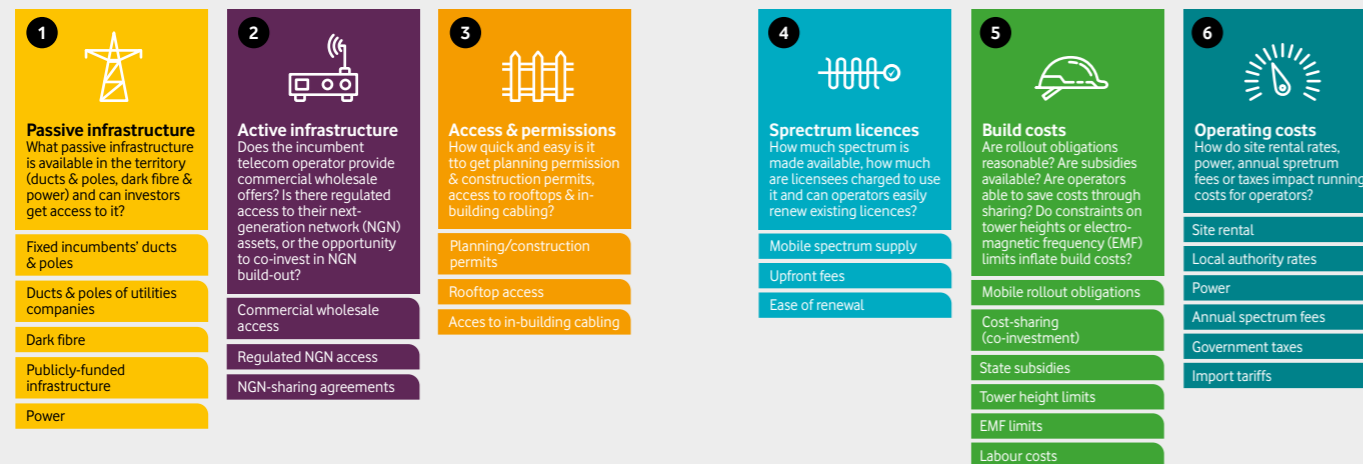 1
Passive infrastructure
What passive infrastructure
is available in the territory
(ducts & poles, dark fibre &
power) and can investors
get access to it?
Fixed incumbents' ducts
& poles
Ducts & poles of utilities
companies
Dark fibre
Publicly-funded
infrastructure
Power
2
Active infrastructure
Does the incumbent
telecom operator provide
commercial wholesale
offers? Is there regulated
access to their next-
generation network (NGN)
assets, or the opportunity
to co-invest in NGN
build-out?
Commercial wholesale
access
Regulated NGN access
NGN-sharing agreements
3
Access & permissions
How quick and easy is it
tto get planning permission
& construction permits,
access to rooftops & in-
building cabling?
Planning/construction
permits
Rooftop access
Acces to in-building cabling
4
Sprectrum licences
How much spectrum is
made available, how much
are licensees charged to use
it and can operators easily
renew existing licences?
Mobile spectrum supply
Upfront fees
Ease of renewal
5
Build costs
Are rollout obligations
reasonable? Are subsidies
available? Are operators
able to save costs through
sharing? Do constraints on
tower heights or electro-
magnetic frequency (EMF)
limits inflate build costs?
Mobile rollout obligations
Cost-sharing
(co-investment)
State subsidies
Tower height limits
EMF limits
Labour costs
6
Operating costs
How do site rental rates,
power, annual spretrum
fees or taxes impact running
costs for operators?
Site rental
Local authority rates
Power
Annual spectrum fees
Government taxes
Import tariffs